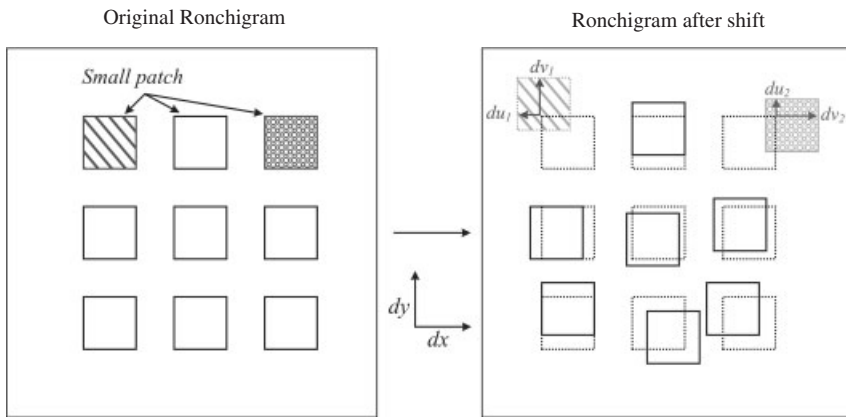 Original Ronchigram
Ronchigram after shift
Small patch
dv1
du1
du2
dv2
dy
dx